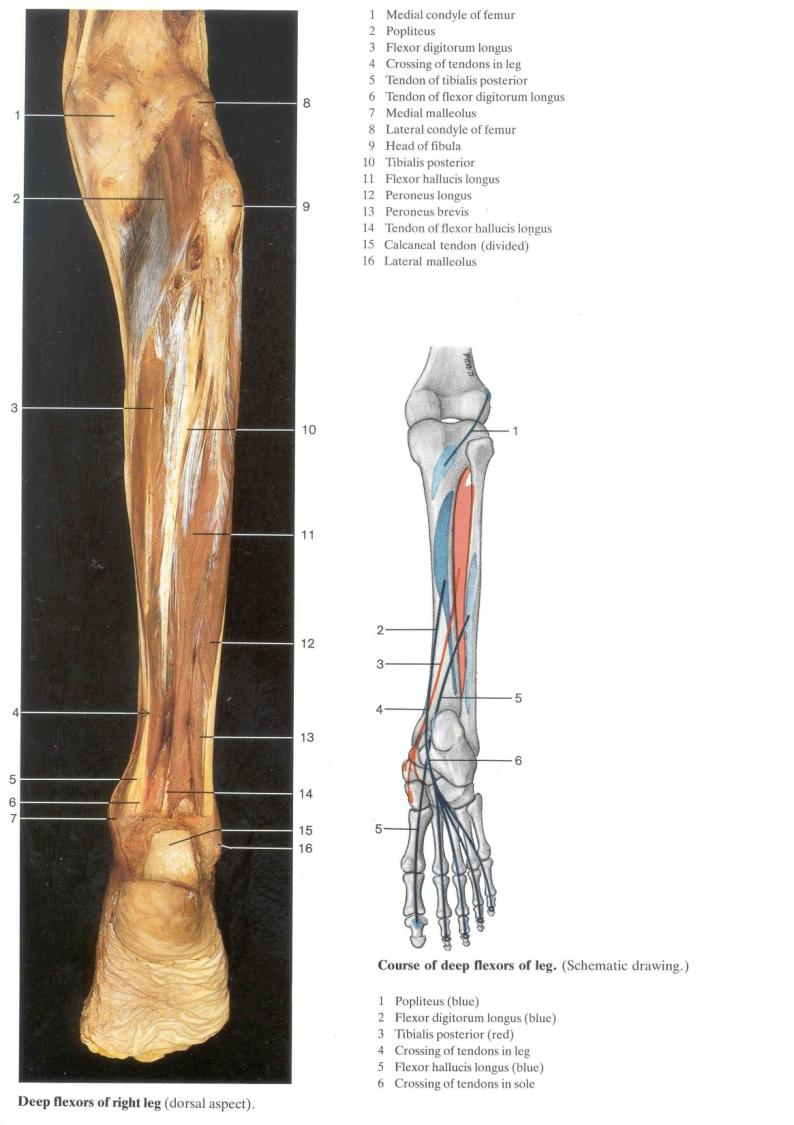 1 Medial condyle of femur
2 Popliteus
3 Flexor digitorum longus
4 Crossing of tendons in leg
5 Tendon of tibialis posterior
6 Tendon of flexor digitorum longus
7 Medial malleolus
8 Lateral condyle of femur
9 Head of fibula
10 Tibialis posterior
11 Flexor hallucis longus
12 Peroneus longus
13 Peroneus brevis
14 Tendon of flexor hallucis longus
15 Calcaneal tendon (divided)
16 Lateral malleolus
1
2
3
4
5
6
7
8
9
10
11
12
13
14
15
16
Deep flexors of right leg (dorsal aspect).
1
2
3
4
5
6
5
Course of deep flexors of leg. (Schematic drawing.)
1 Popliteus (blue)
2 Flexor digitorum longus (blue)
3 Tibialis posterior (red)
4 Crossing of tendons in leg
5 Flexor hallucis longus (blue)
6 Crossing of tendons in sole